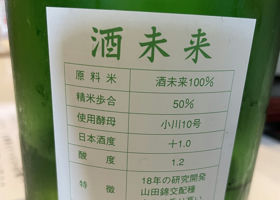 酒未来
原料米 酒未来100%
精米歩合 50%
使用酵母 小川10号
日本酒度 +1.0
酸度 1.2
特徴 18年の研究開発
山田錦交配種